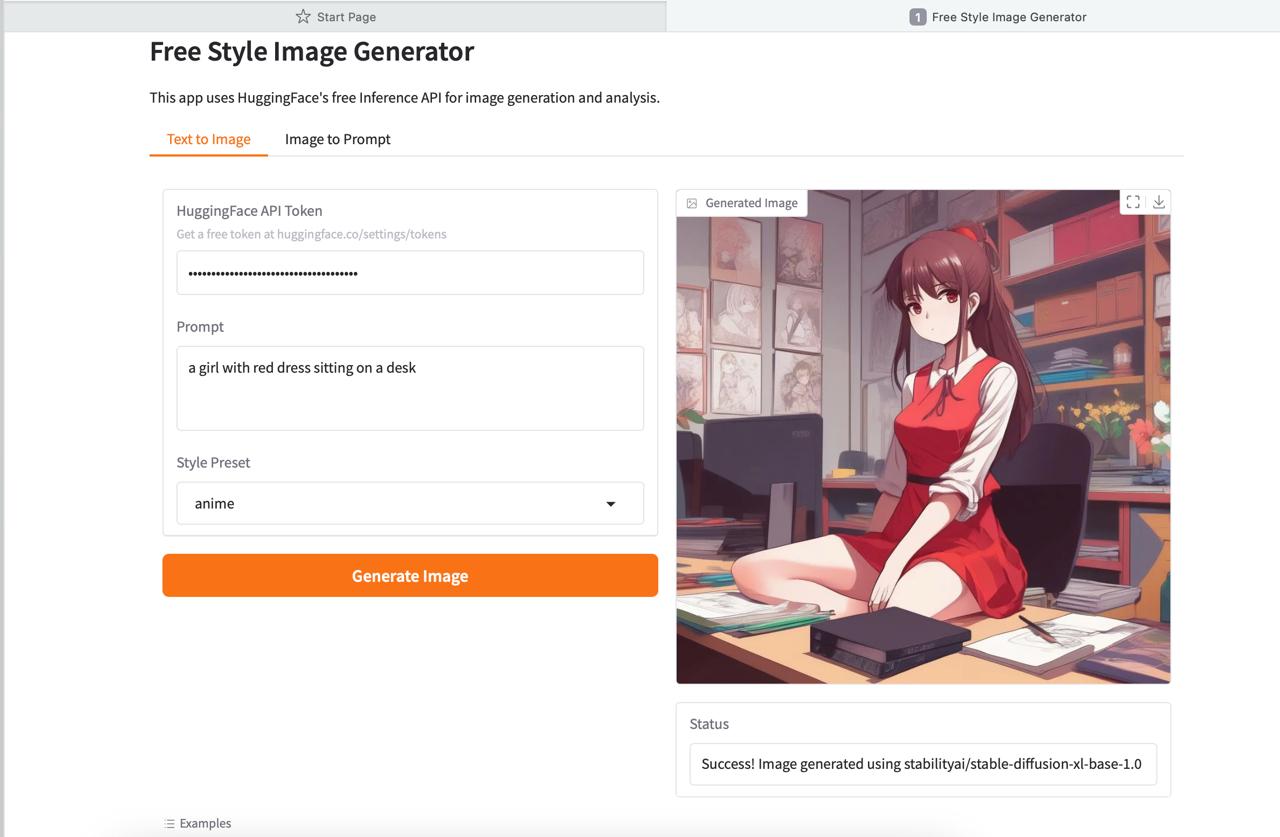 Start Page
1 Free Style Image Generator
Free Style Image Generator
This app uses HuggingFace's free Inference API for image generation and analysis.
Text to Image
Image to Prompt
HuggingFace API Token
Get a free token at huggingface.co/settings/tokens
Prompt
a girl with red dress sitting on a desk
Style Preset
anime
Generate Image
Generated Image
Status
Success! Image generated using stabilityai/stable-diffusion-xl-base-1.0
Examples